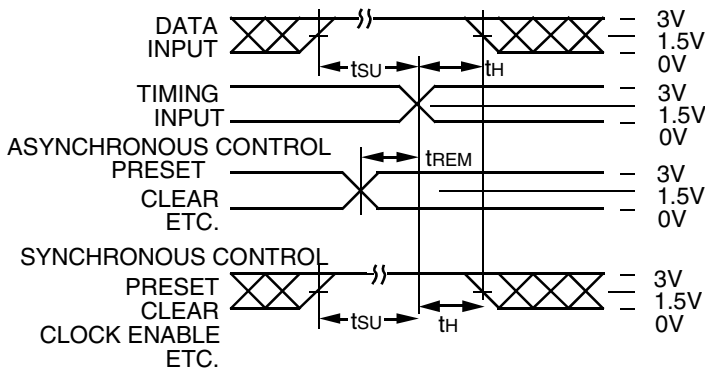 DATA
INPUT
3V
1.5V
0V
tSU
tH
TIMING
INPUT
3V
1.5V
0V
ASYNCHRONOUS CONTROL
PRESET
CLEAR
ETC.
tREM
3V
1.5V
0V
SYNCHRONOUS CONTROL
PRESET
CLEAR
CLOCK ENABLE
ETC.
tSU
tH
3V
1.5V
0V